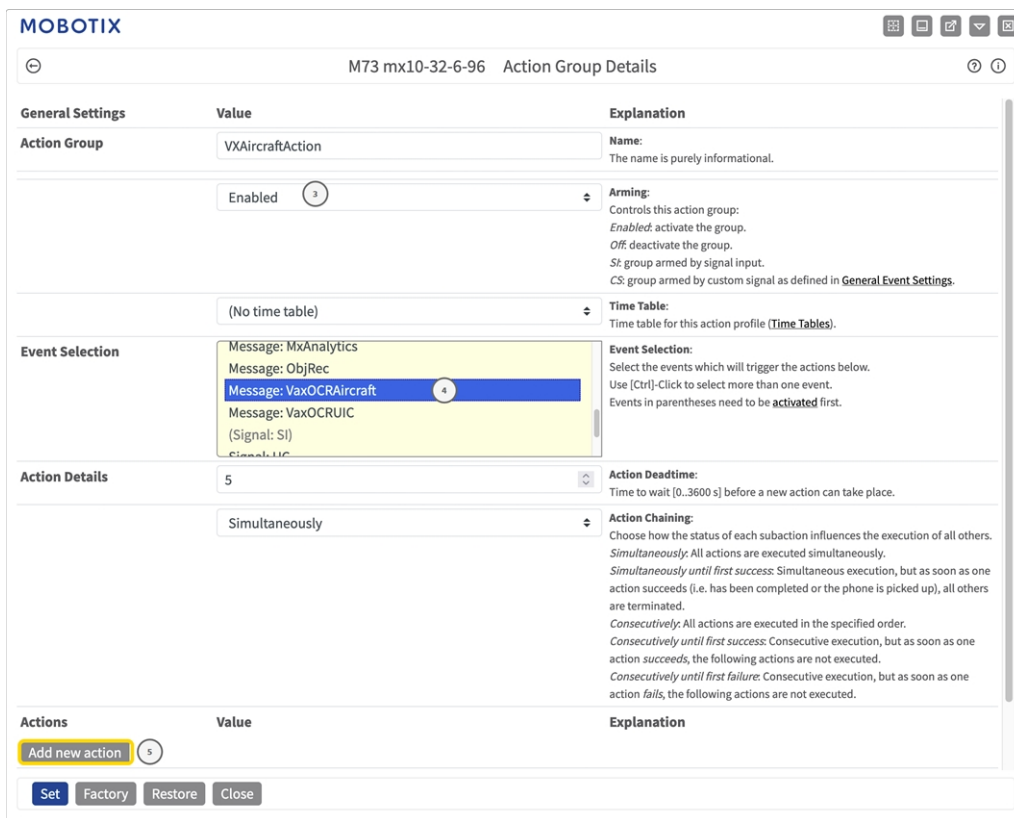 MOBOTIX
M73 mx10-32-6-96 Action Group Details
General Settings Value Explanation
Action Group VXAircraftAction Name:
The name is purely informational.
Enabled 3 Arming:
Controls this action group:
Enabled: activate the group.
Off: deactivate the group.
SI: group armed by signal input.
CS: group armed by custom signal as defined in General Event Settings.
(No time table) Time Table:
Time table for this action profile (Time Tables).
Event Selection
Message: MxAnalytics
Message: ObjRec
Message: VaxOCRAircraft 4
Message: VaxOCRUIC
(Signal: SI)
Signal: UC
Event Selection:
Select the events which will trigger the actions below.
Use [Ctrl]-Click to select more than one event.
Events in parentheses need to be activated first.
Action Details 5 Action Deadtime:
Time to wait [0..3600 s] before a new action can take place.
Simultaneously Action Chaining:
Choose how the status of each subaction influences the execution of all others.
Simultaneously: All actions are executed simultaneously.
Simultaneously until first success: Simultaneous execution, but as soon as one
action succeeds (i.e. has been completed or the phone is picked up), all others
are terminated.
Consecutively: All actions are executed in the specified order.
Consecutively until first success: Consecutive execution, but as soon as one
action succeeds, the following actions are not executed.
Consecutively until first failure: Consecutive execution, but as soon as one
action fails, the following actions are not executed.
Actions Value Explanation
Add new action 5
Set Factory Restore Close